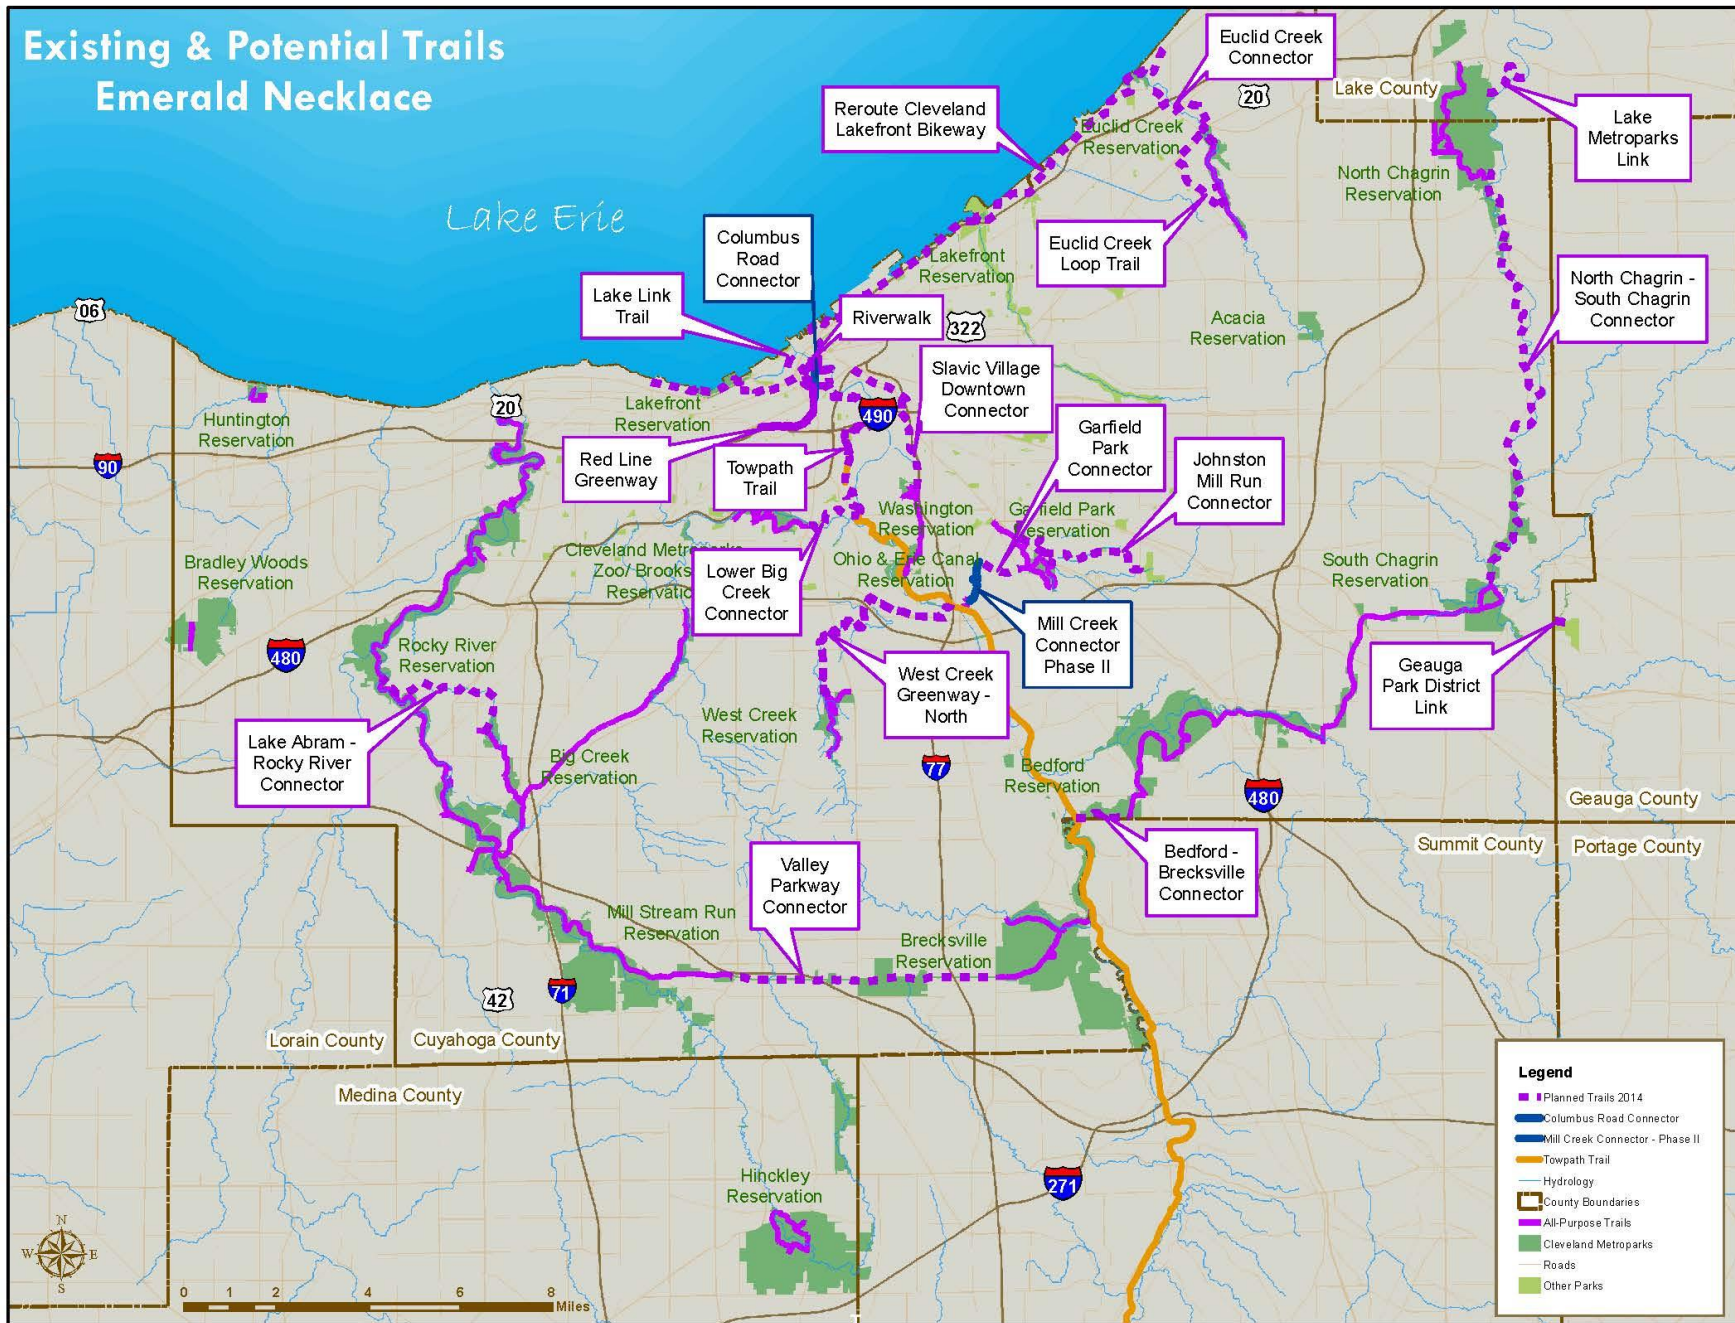 Existing & Potential Trails
Emerald Necklace
Lake Erie
Euclid Creek
Connector
Reroute Cleveland
Lakefront Bikeway
20
Lake County
Lake
Metroparks
Link
Euclid Creek
Reservation
North Chagrin
Reservation
Columbus
Road
Connector
Euclid Creek
Loop Trail
Lakefront
Reservation
North Chagrin -
South Chagrin
Connector
Lake Link
Trail
Riverwalk
322
06
Acacia
Reservation
Slavic Village
Downtown
Connector
20
Huntington
Reservation
Lakefront
Reservation
490
Garfield
Park
Connector
90
Red Line
Greenway
Towpath
Trail
Johnston
Mill Run
Connector
Washington
Reservation
Garfield Park
Reservation
Bradley Woods
Reservation
Cleveland Metroparks
Zoo/ Brooks
Reservation
Lower Big
Creek
Connector
Ohio & Erie Canal
Reservation
South Chagrin
Reservation
480
Rocky River
Reservation
Mill Creek
Connector
Phase II
West Creek
Greenway -
North
Geauga
Park District
Link
West Creek
Reservation
Lake Abram -
Rocky River
Connector
Big Creek
Reservation
77
Bedford
Reservation
480
Geauga County
Summit County
Portage County
Bedford -
Brecksville
Connector
Valley
Parkway
Connector
Mill Stream Run
Reservation
Brecksville
Reservation
42
71
Lorain County
Cuyahoga County
Medina County
Hinckley
Reservation
271
N
W
E
S
0 1 2 4 6 8
Miles
Legend
Planned Trails 2014
Columbus Road Connector
Mill Creek Connector - Phase II
Towpath Trail
Hydrology
County Boundaries
All-Purpose Trails
Cleveland Metroparks
Roads
Other Parks